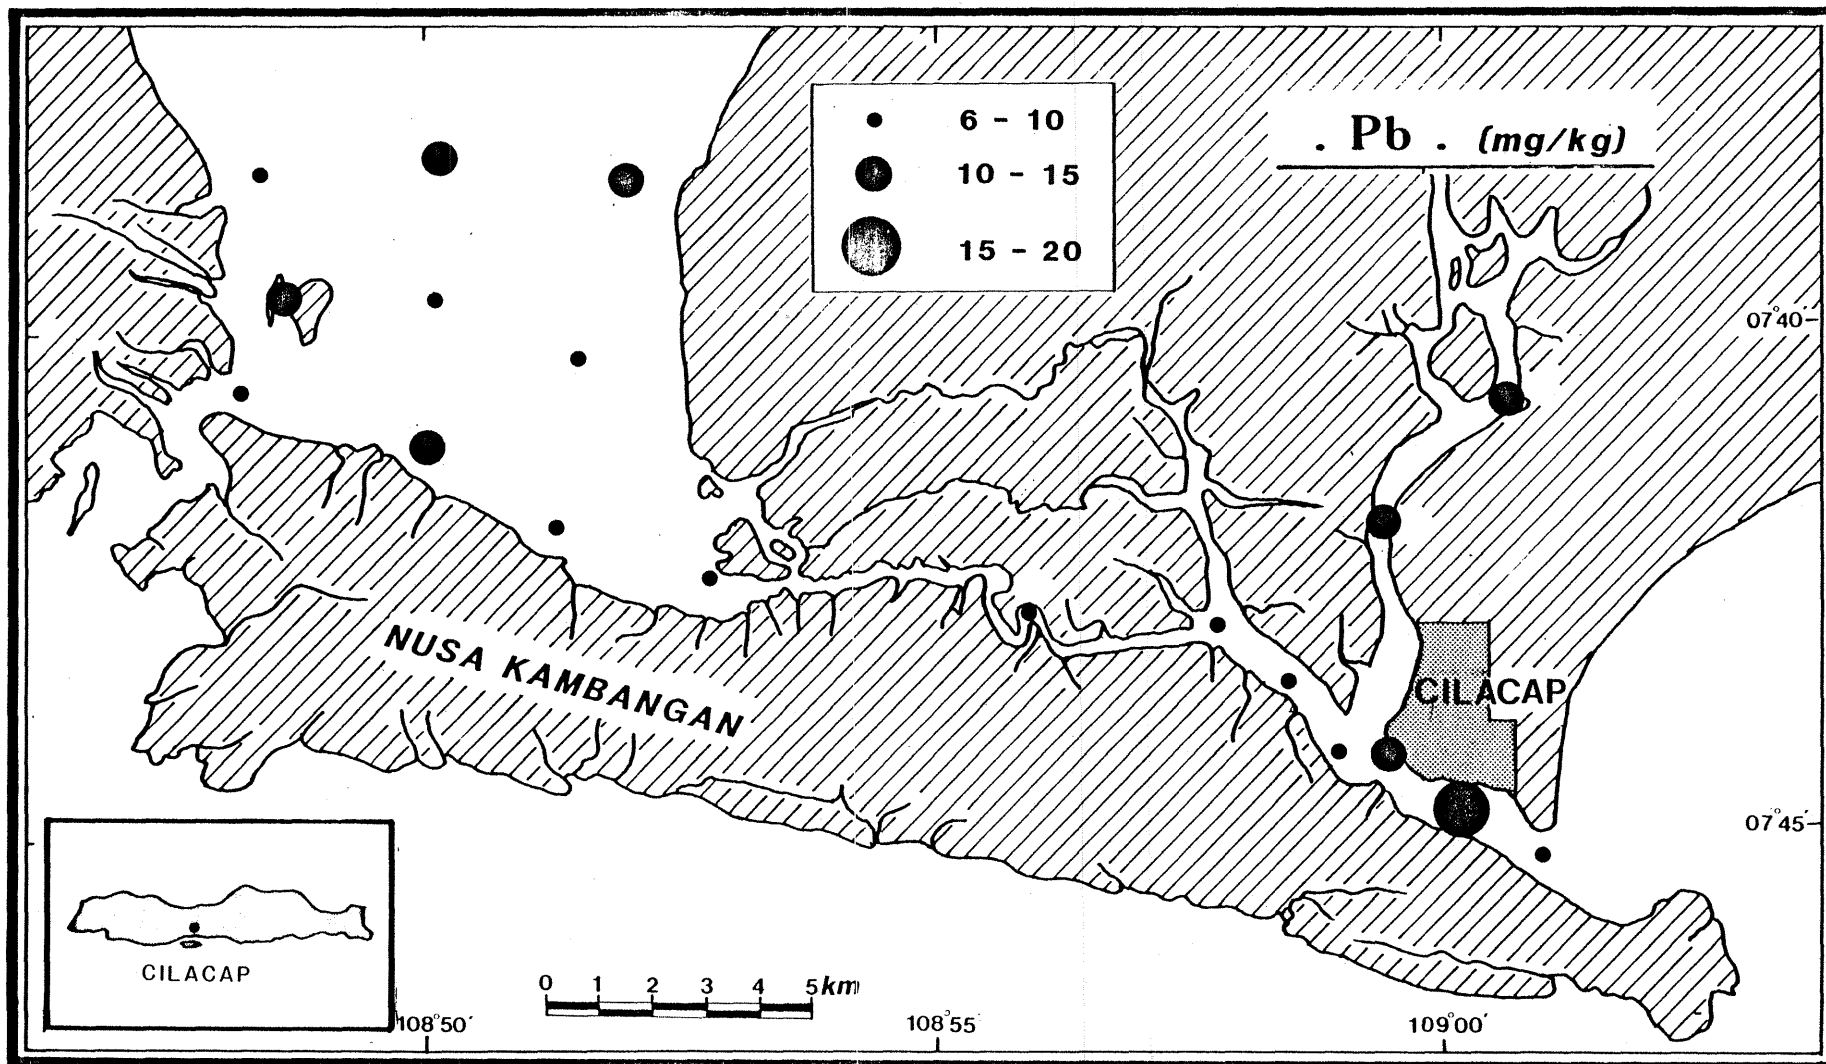 6 - 10
10 - 15
15 - 20
. Pb . (mg/kg)
07°40'
NUSA KAMBANGAN
CILACAP
07°45'
CILACAP
0 1 2 3 4 5 km
108°50'
108°55'
109°00'